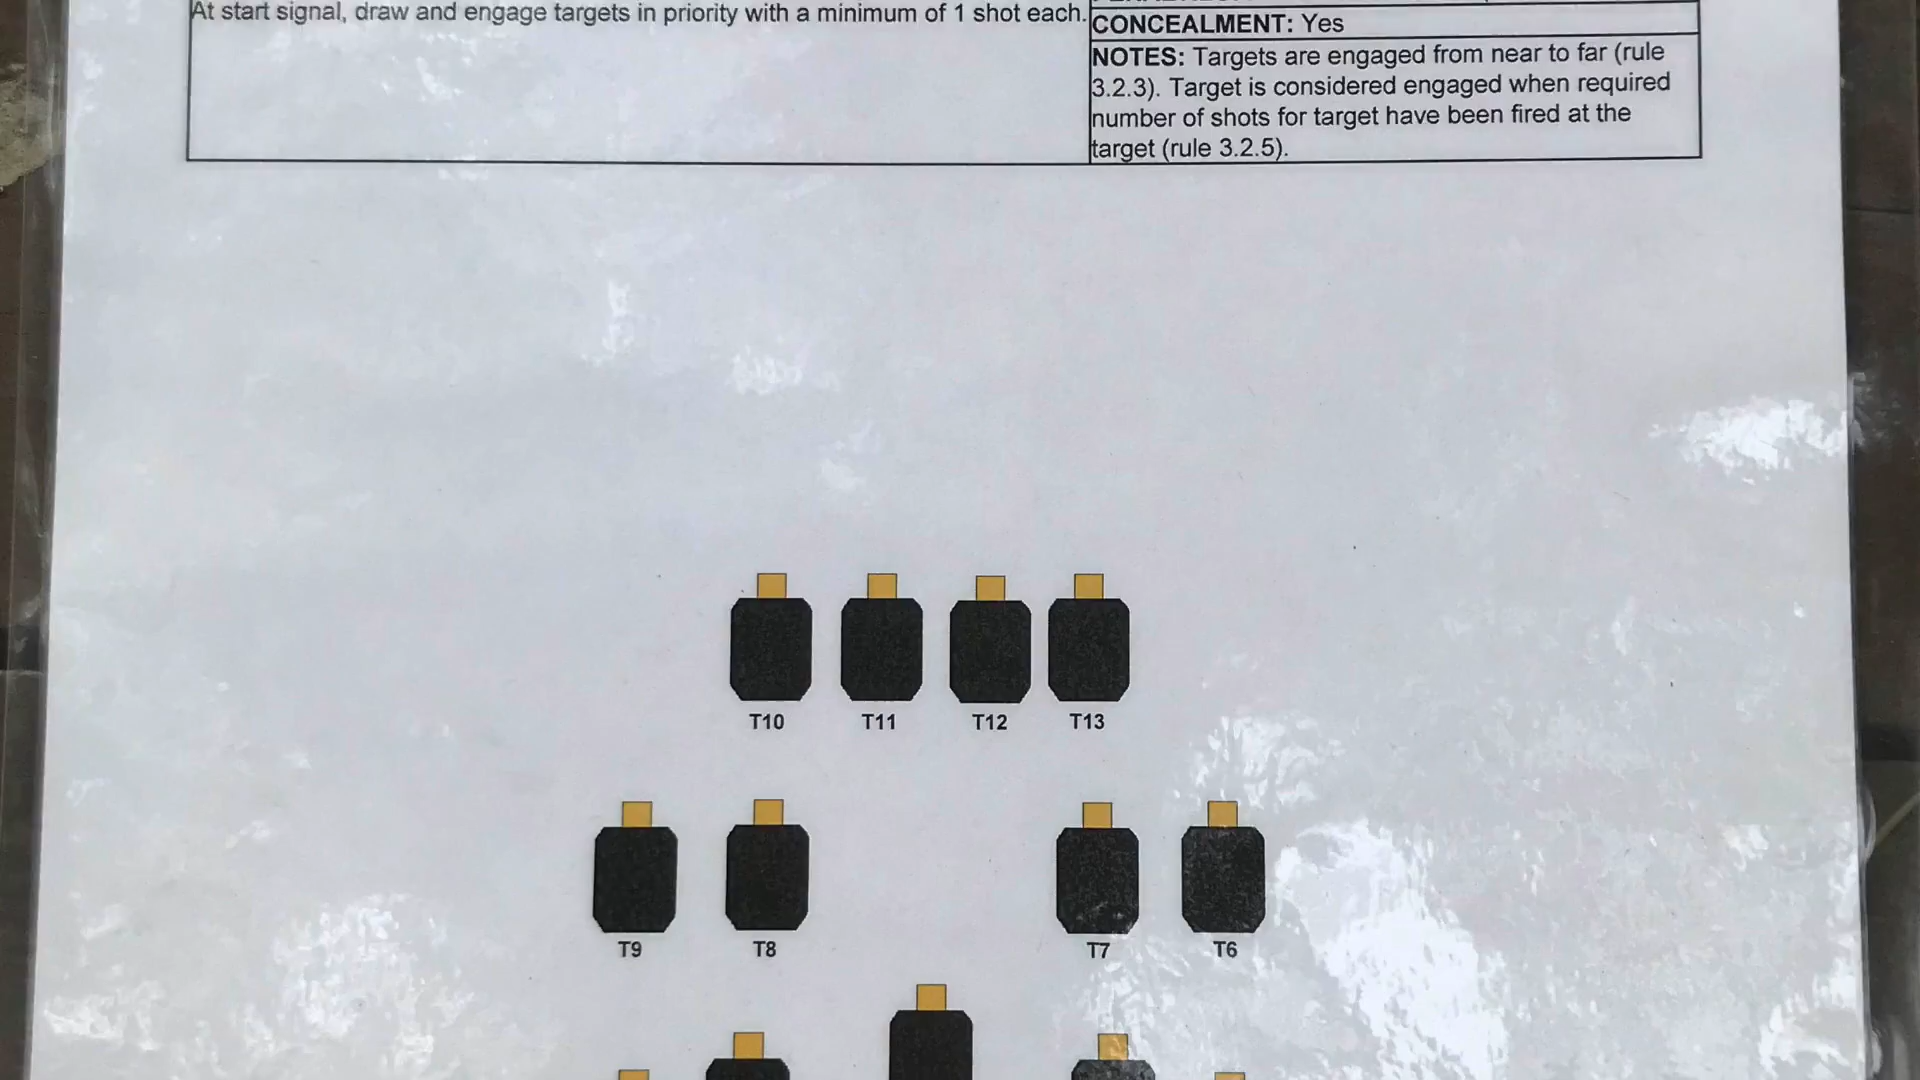 At start signal, draw and engage targets in priority with a minimum of 1 shot each.
CONCEALMENT: Yes
NOTES: Targets are engaged from near to far (rule
3.2.3). Target is considered engaged when required
number of shots for target have been fired at the
target (rule 3.2.5).
T10 T11 T12 T13
T9 T8 T7 T6